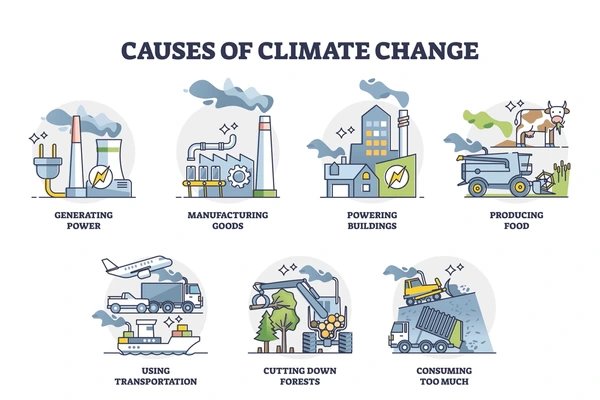 CAUSES OF CLIMATE CHANGE
GENERATING
POWER
MANUFACTURING
GOODS
POWERING
BUILDINGS
PRODUCING
FOOD
USING
TRANSPORTATION
CUTTING DOWN
FORESTS
CONSUMING
TOO MUCH